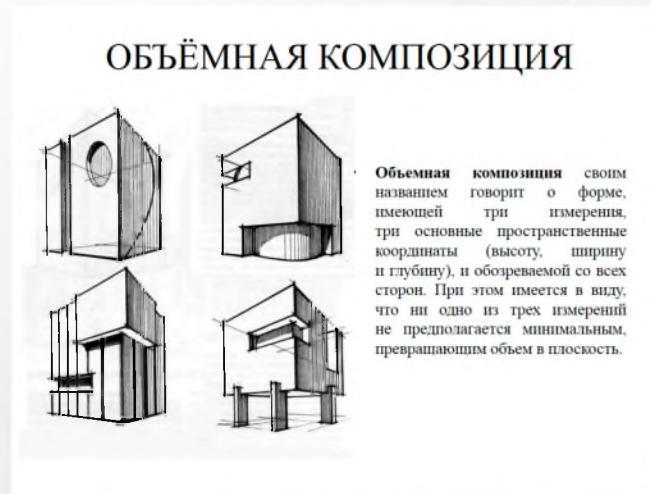 ОБЪЁМНАЯ КОМПОЗИЦИЯ
Объемная композиция своим
названием говорит о форме,
имеющей три измерения,
три основные пространственные
координаты (высоту, ширину
и глубину), и обозреваемой со всех
сторон. При этом имеется в виду,
что ни одно из трех измерений
не предполагается минимальным,
превращающим объем в плоскость.